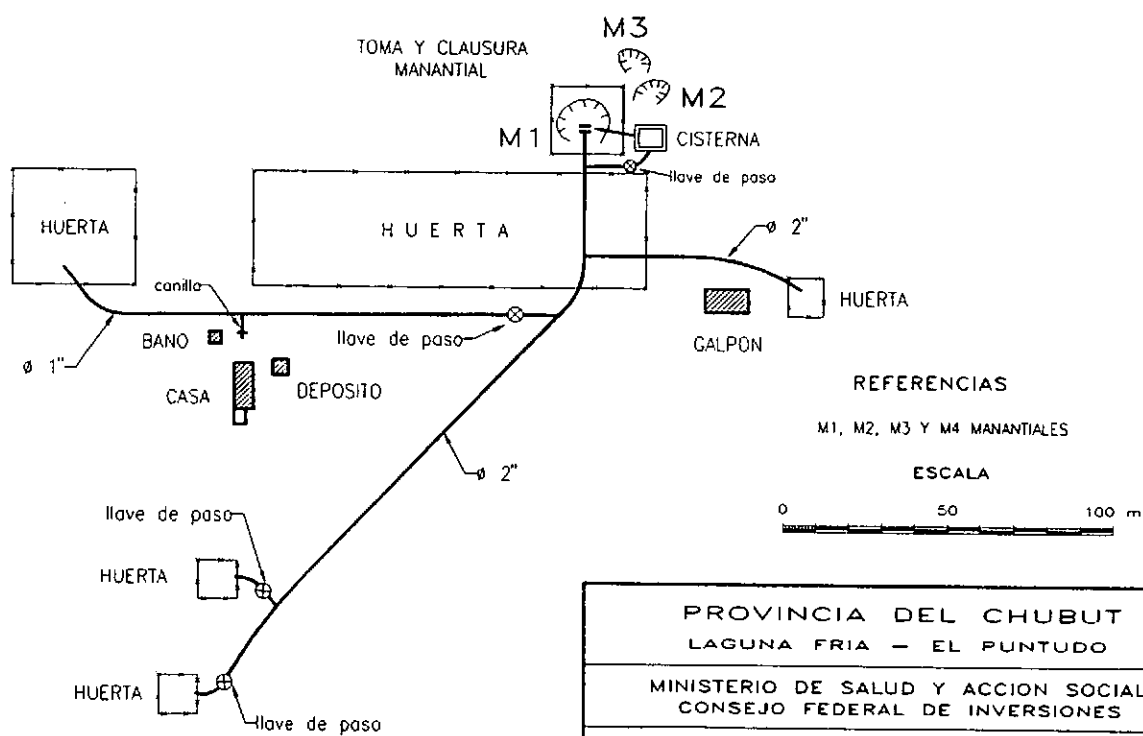 M3
TOMA Y CLAUSURA
MANANTIAL
M2
M1
CISTERNA
llave de paso
HUERTA
HUERTA
ø 2"
canilla
HUERTA
BANO
llave de paso
GALPON
ø 1"
DEPOSITO
CASA
REFERENCIAS
M1, M2, M3 Y M4 MANANTIALES
ø 2"
ESCALA
0 50 100 m
llave de paso
HUERTA
PROVINCIA DEL CHUBUT
LAGUNA FRIA – EL PUNTUDO
HUERTA
MINISTERIO DE SALUD Y ACCION SOCIAL
CONSEJO FEDERAL DE INVERSIONES
llave de paso